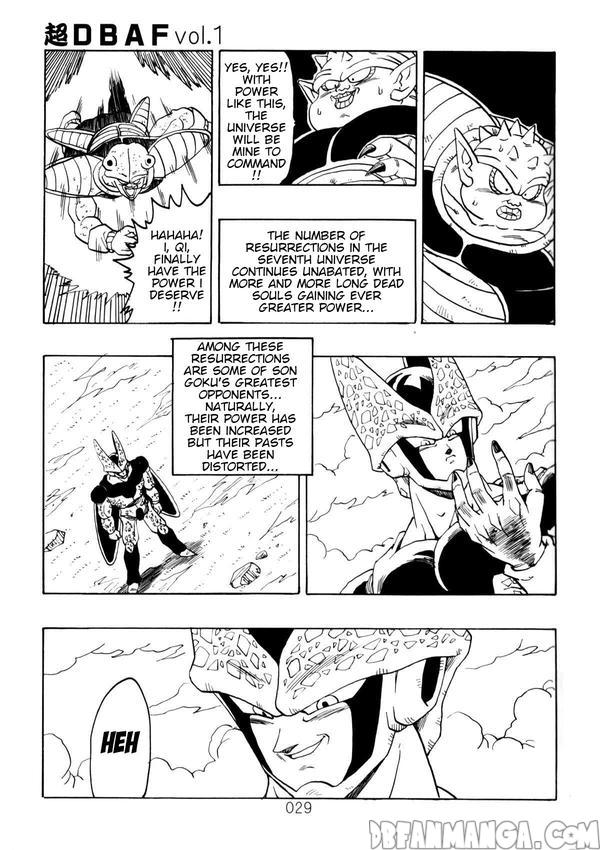 超DBAF vol.1
YES, YES!!
WITH
POWER
LIKE THIS,
THE
UNIVERSE
WILL BE
MINE TO
COMMAND
!!
HAHAHA!
I, QI,
FINALLY
HAVE THE
POWER I
DESERVE
!!
THE NUMBER OF
RESURRECTIONS IN THE
SEVENTH UNIVERSE
CONTINUES UNABATED, WITH
MORE AND MORE LONG DEAD
SOULS GAINING EVER
GREATER POWER...
AMONG THESE
RESURRECTIONS
ARE SOME OF SON
GOKU'S GREATEST
OPPONENTS...
NATURALLY,
THEIR POWER HAS
BEEN INCREASED
BUT THEIR PASTS
HAVE BEEN
DISTORTED...
HEH
029
DBFANMANGA.COM